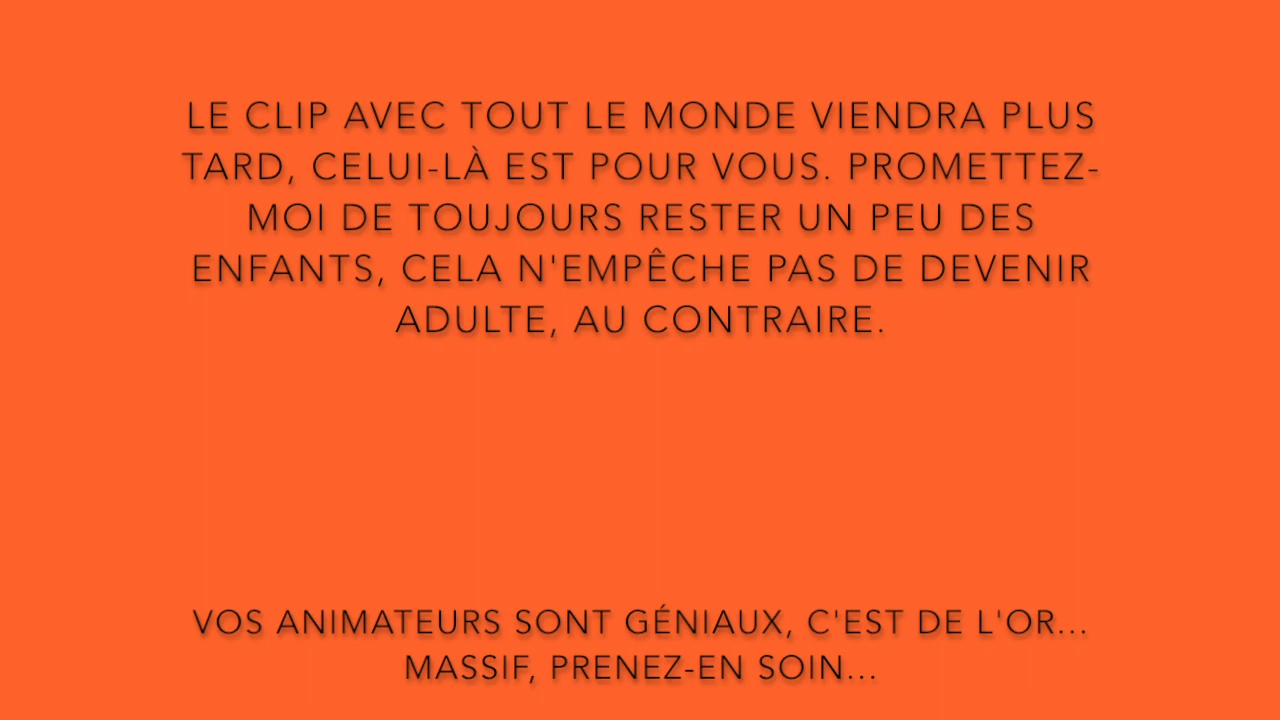 LE CLIP AVEC TOUT LE MONDE VIENDRA PLUS
TARD, CELUI-LÀ EST POUR VOUS. PROMETTEZ-
MOI DE TOUJOURS RESTER UN PEU DES
ENFANTS, CELA N'EMPÊCHE PAS DE DEVENIR
ADULTE, AU CONTRAIRE.
VOS ANIMATEURS SONT GÉNIAUX, C'EST DE L'OR...
MASSIF, PRENEZ-EN SOIN...